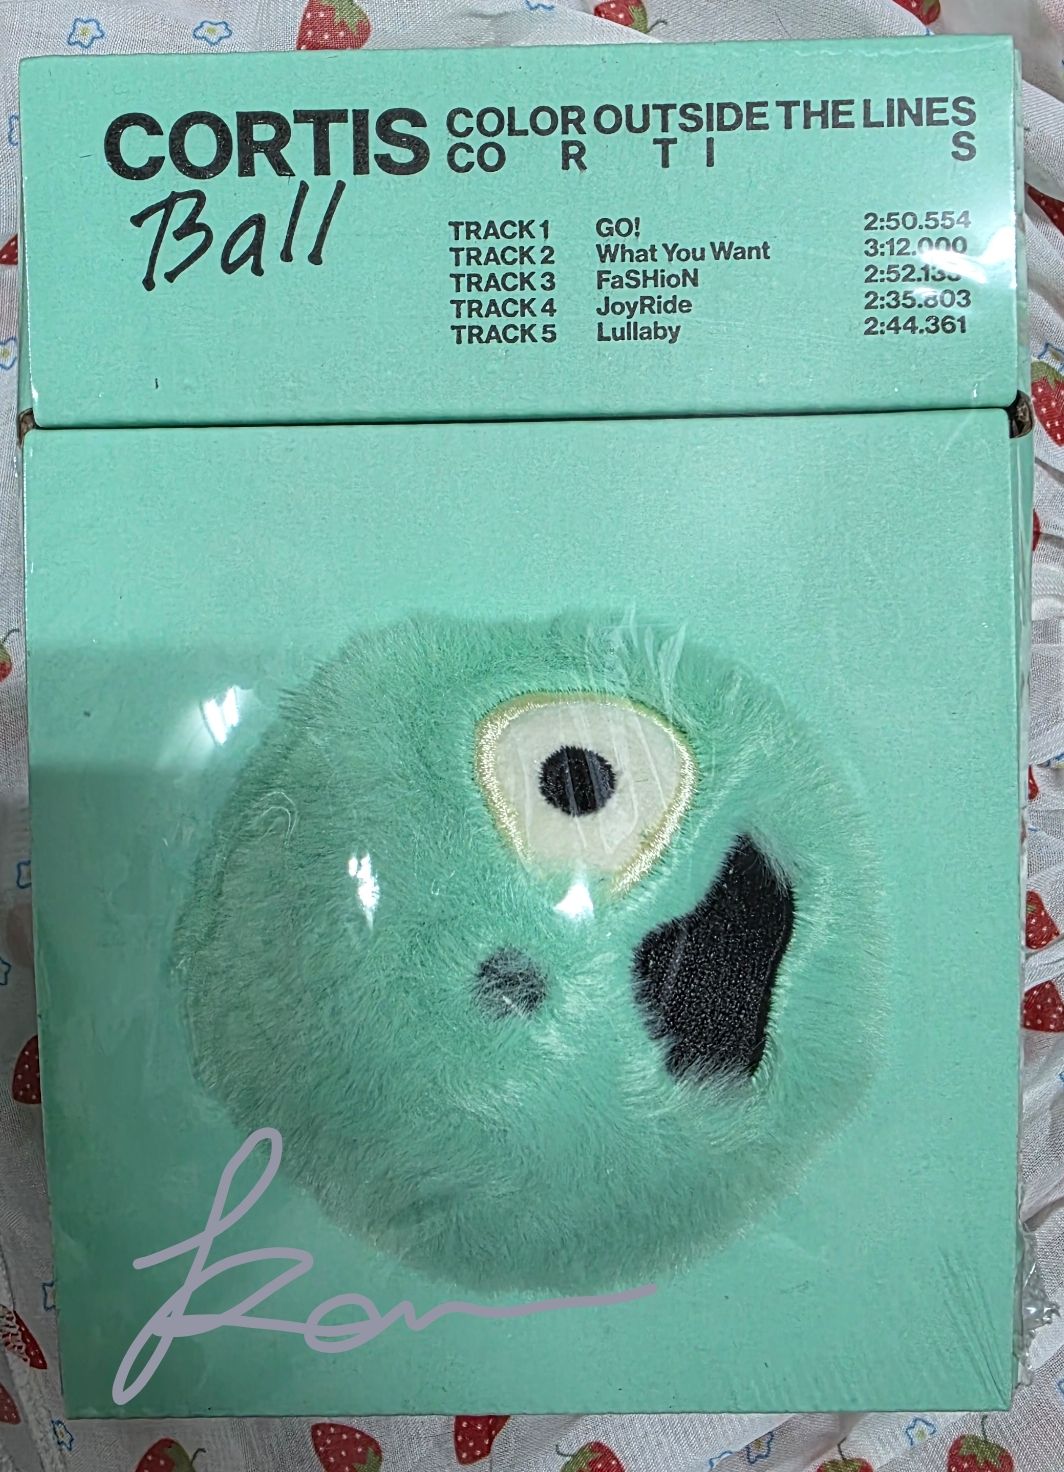 CORTIS
Ball
COLOR OUTSIDE THE LINES
CO R T I S
TRACK 1 GO! 2:50.554
TRACK 2 What You Want 3:12.000
TRACK 3 FaSHioN
TRACK 4 JoyRide 2:35.803
TRACK 5 Lullaby 2:44.361